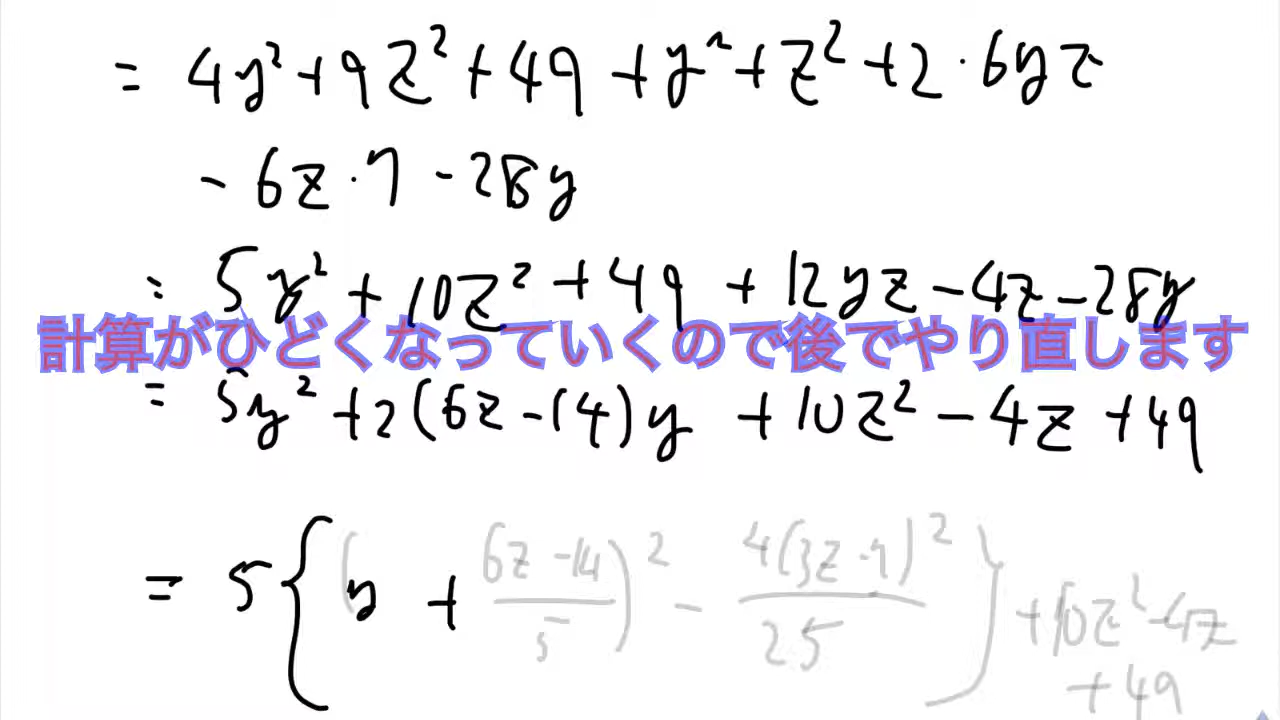 = 4y² + 9z² + 49 + y² + z² + 2・6yz
- 6z・7 - 28y
= 5y² + 10z² + 49 + 12yz - 4z - 28y
計算がひどくなっていくので後でやり直します
= 5y² + 2(6z - 14)y + 10z² - 4z + 49
= 5{(y + (6z - 14)/5)² - 4(3z - 7)²/25} + 10z² - 4z
+ 49